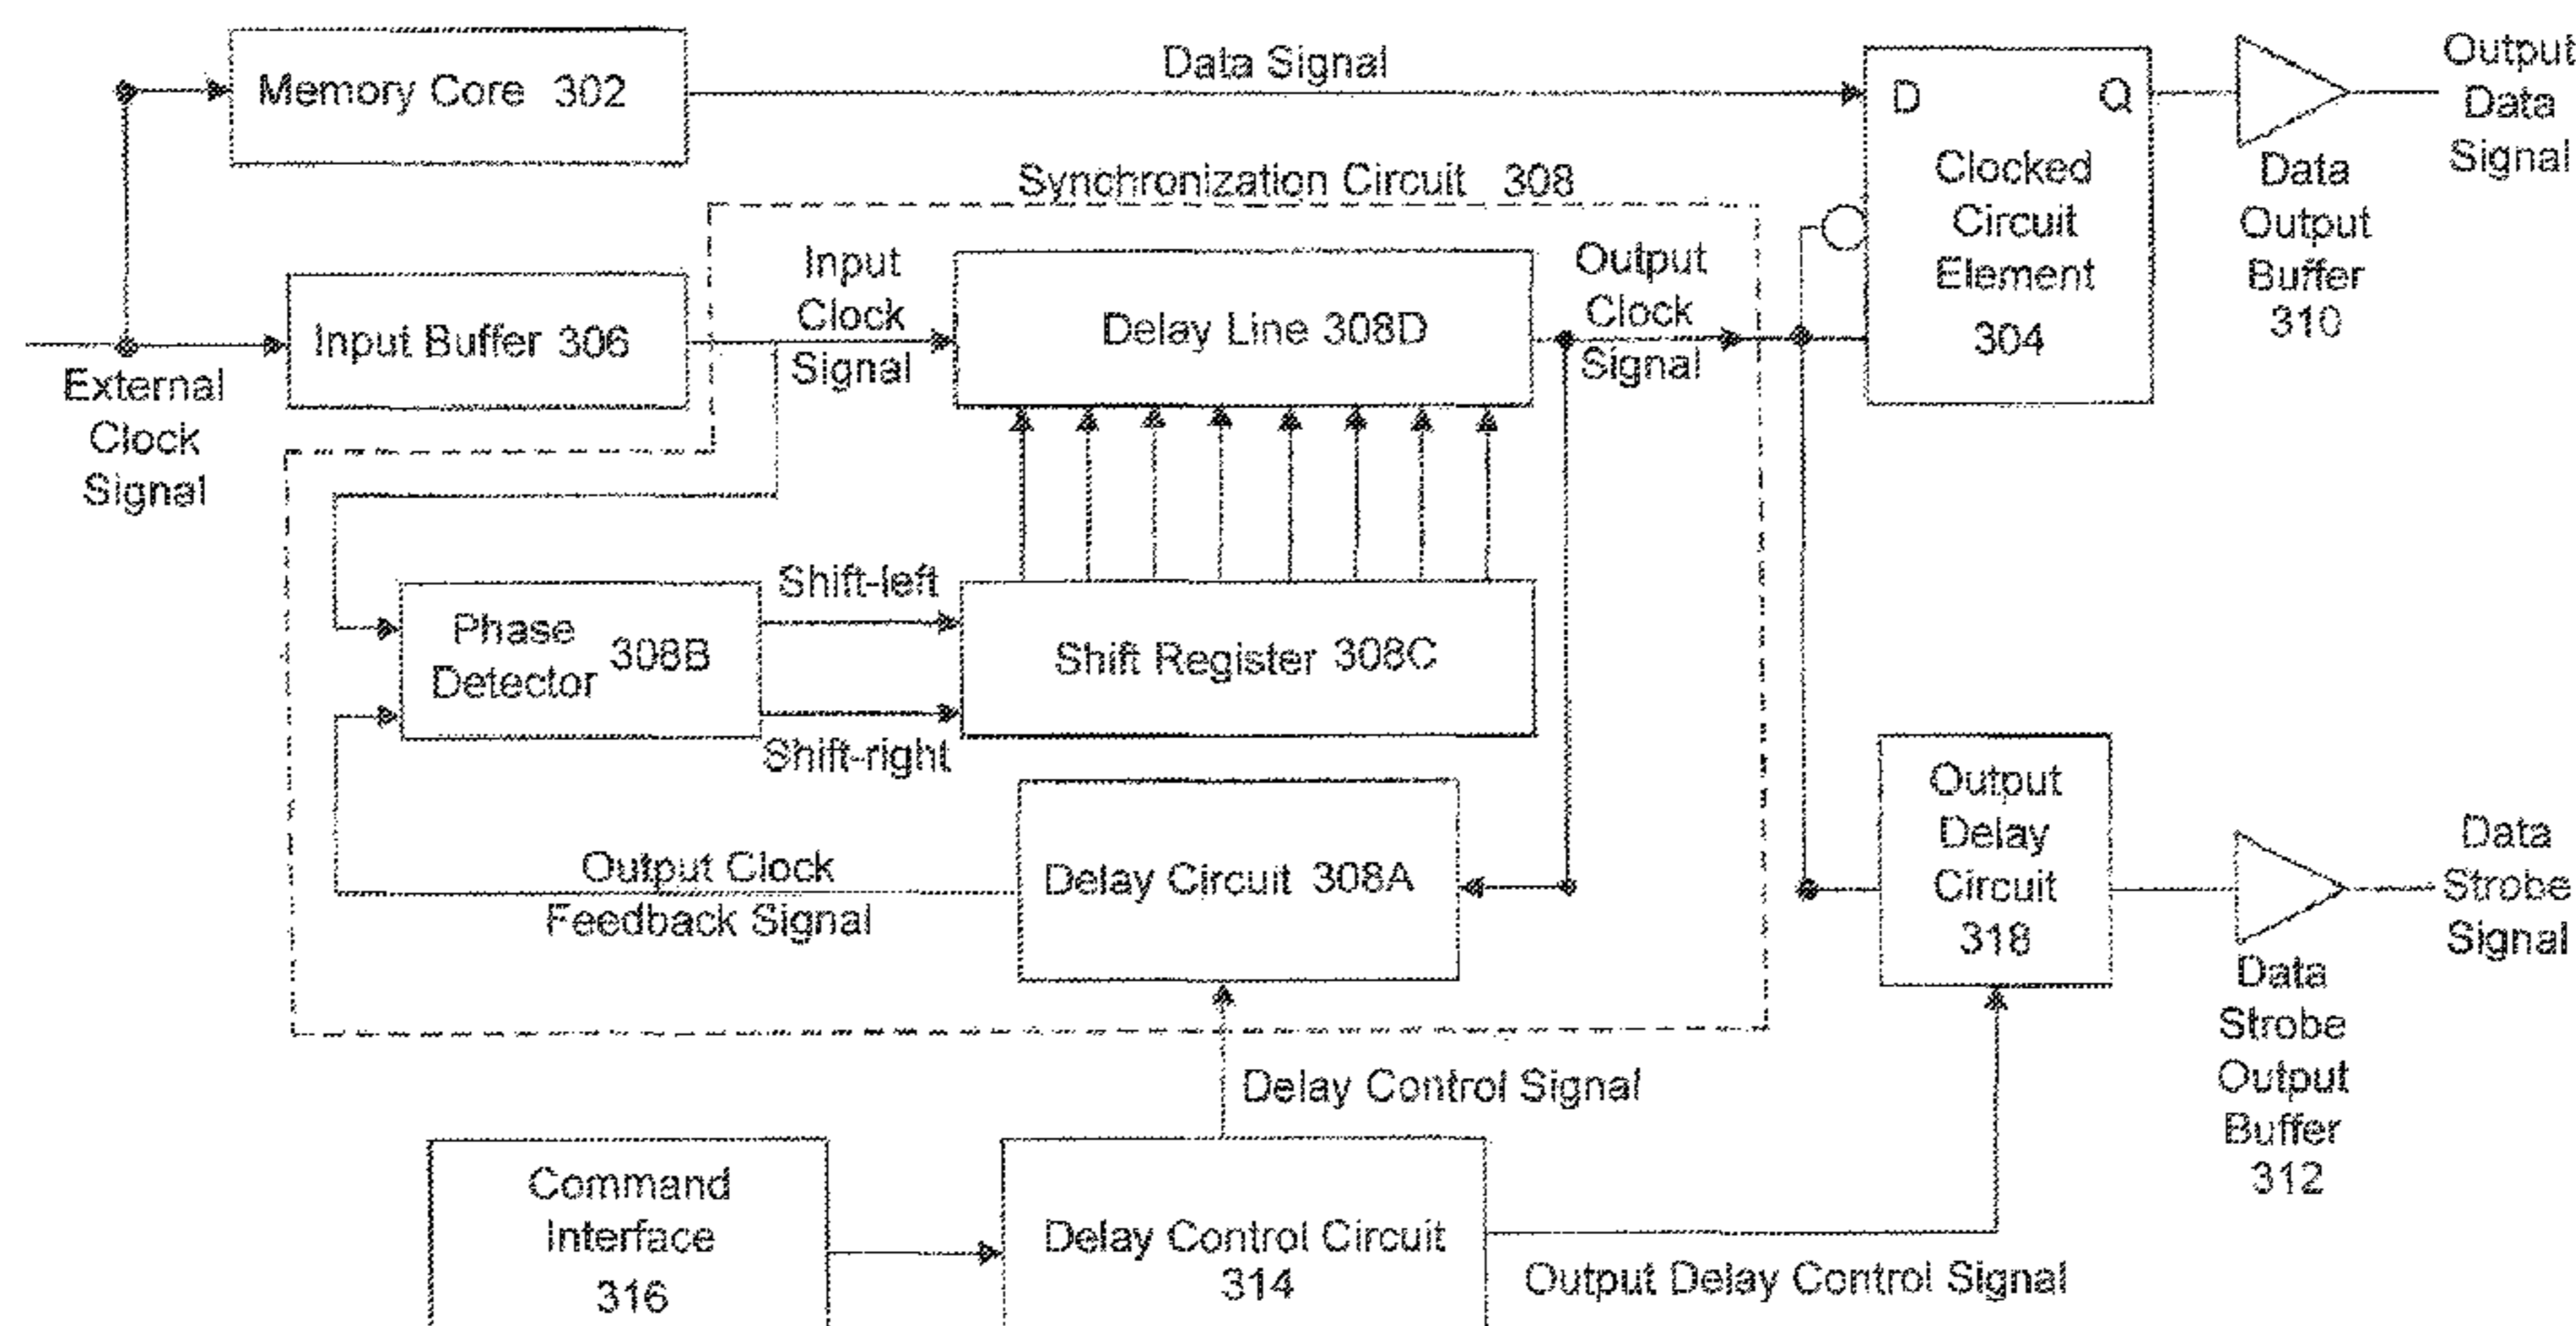 Memory Core 302
Data Signal
D
Q
Clocked
Circuit
Element
304
Output
Data
Signal
Data
Output
Buffer
310
Synchronization Circuit 308
External
Clock
Signal
Input Buffer 306
Input
Clock
Signal
Delay Line 308D
Output
Clock
Signal
Phase
Detector 308B
Shift-left
Shift-right
Shift Register 308C
Output Clock
Feedback Signal
Delay Circuit 308A
Output
Delay
Circuit
318
Data
Strobe
Signal
Data
Strobe
Output
Buffer
312
Delay Control Signal
Command
Interface
316
Delay Control Circuit
314
Output Delay Control Signal